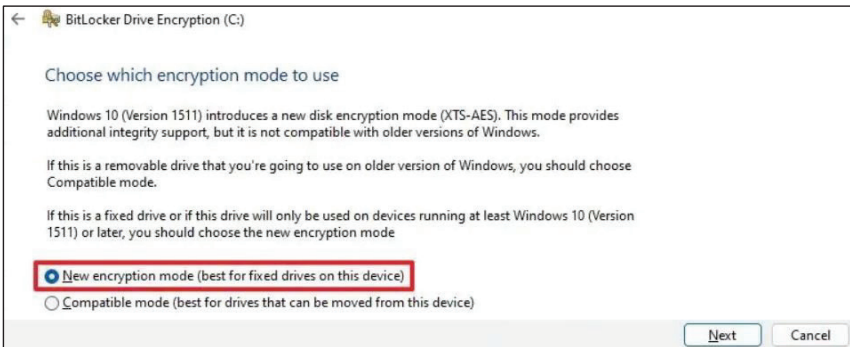 BitLocker Drive Encryption (C:)
Choose which encryption mode to use
Windows 10 (Version 1511) introduces a new disk encryption mode (XTS-AES). This mode provides
additional integrity support, but it is not compatible with older versions of Windows.
If this is a removable drive that you're going to use on older version of Windows, you should choose
Compatible mode.
If this is a fixed drive or if this drive will only be used on devices running at least Windows 10 (Version
1511) or later, you should choose the new encryption mode
New encryption mode (best for fixed drives on this device)
Compatible mode (best for drives that can be moved from this device)
Next Cancel